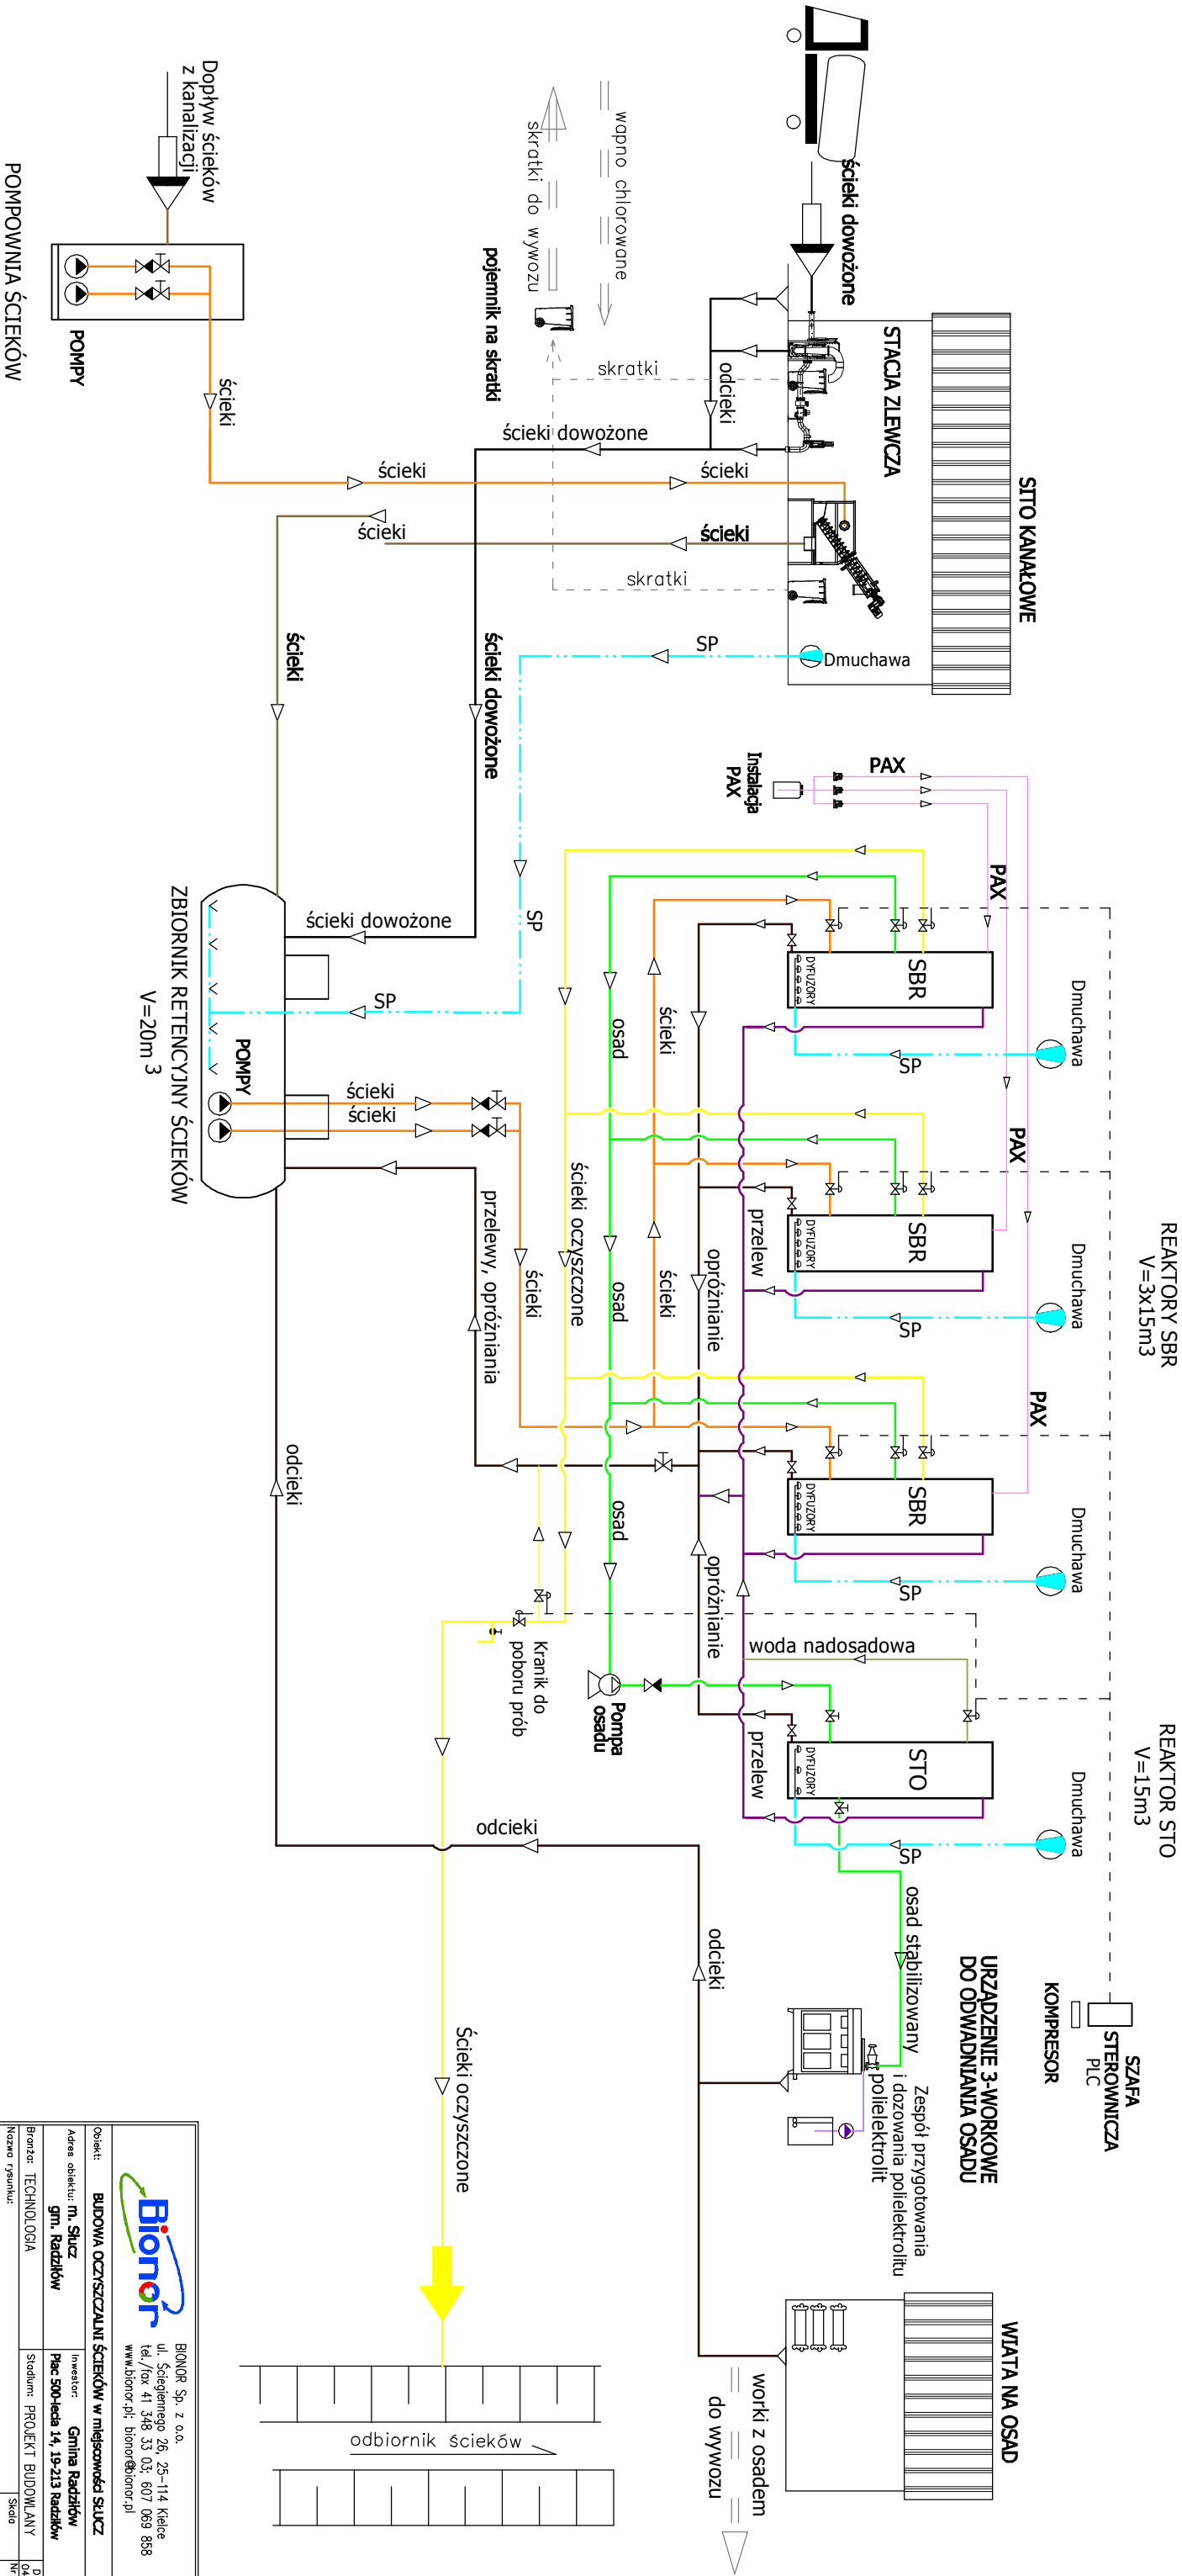 SITO KANAŁOWE
STACJA ZLEWCZA
ścieki dowożone
wapno chlorowane
skratki do wywozu
pojemnik na skratki
skratki
odcieki
ścieki dowożone
ścieki
ścieki
ścieki
ścieki
skratki
SP
Dmuchawa
Dopływ ścieków
z kanalizacji
POMPY
POMPOWNIA ŚCIEKÓW
ścieki
ścieki
ścieki dowożone
SP
ścieki dowożone
SP
POMPY
ZBIORNIK RETENCYJNY ŚCIEKÓW
V=20m 3
ścieki
ścieki
Instalacja
PAX
PAX
PAX
PAX
PAX
REAKTORY SBR
V=3x15m3
Dmuchawa
SBR
DYFUZORY
SP
Dmuchawa
SBR
DYFUZORY
SP
Dmuchawa
SBR
DYFUZORY
SP
REAKTOR STO
V=15m3
Dmuchawa
STO
DYFUZORY
SP
osad
ścieki
przelew
opróżnianie
ścieki
osad
ścieki oczyszczone
ścieki
przelewy, opróżniania
osad
opróżnianie
woda nadosadowa
przelew
Pompa
osadu
Kranik do
poboru prób
odcieki
odcieki
odcieki
SZAFA
STEROWNICZA
PLC
KOMPRESOR
URZĄDZENIE 3-WORKOWE
DO ODWADNIANIA OSADU
osad stabilizowany
Zespół przygotowania
i dozowania polielektrolitu
polielektrolit
WIATA NA OSAD
worki z osadem
do wywozu
Ścieki oczyszczone
odbiornik ścieków
Bionor
BIONOR Sp. z o.o.
ul. Ściegiennego 26, 25-114 Kielce
tel./fax 41 348 33 03; 607 069 858
www.bionor.pl; bionor@bionor.pl
Obiekt: BUDOWA OCZYSZCZALNI ŚCIEKÓW w miejscowości SŁUCZ
Adres obiektu: m. Słucz
gm. Radziłów
Inwestor: Gmina Radziłów
Plac 500-lecia 14, 19-213 Radziłów
Branża: TECHNOLOGIA
Stadium: PROJEKT BUDOWLANY
Nazwa rysunku:
Skala
Nr